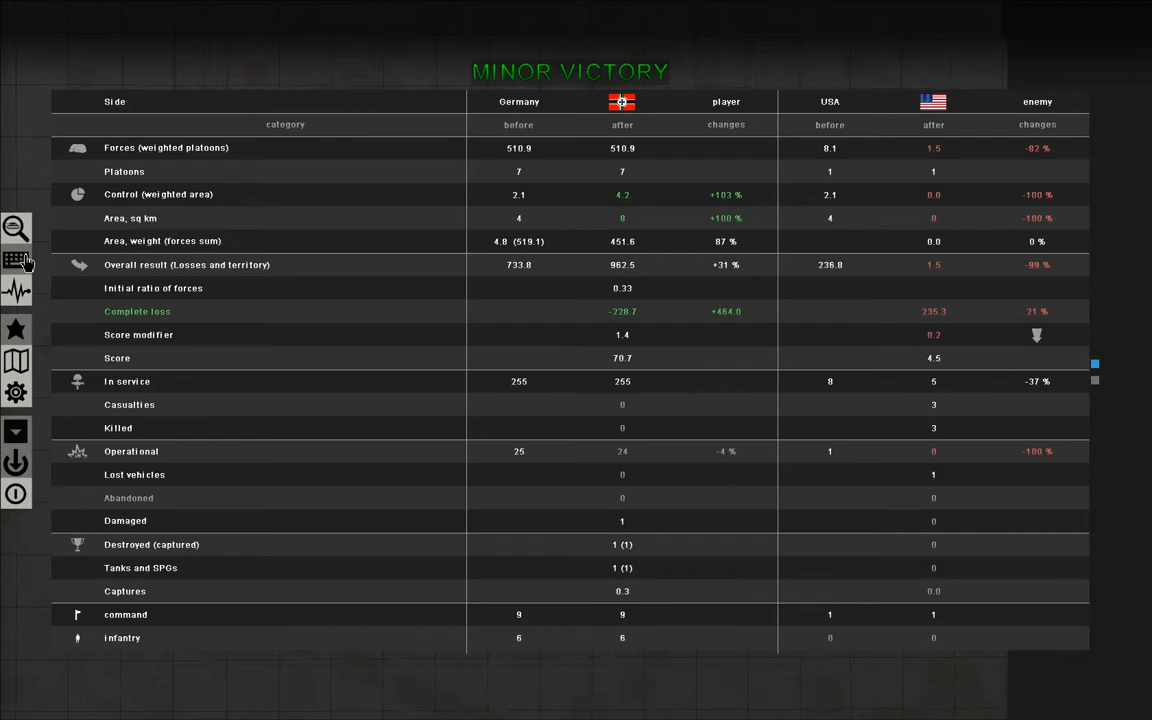 MINOR VICTORY
Side Germany player USA enemy
category before after changes before after changes
Forces (weighted platoons) 510.9 510.9 8.1 1.5 -82 %
Platoons 7 7 1 1
Control (weighted area) 2.1 4.2 +103 % 2.1 0.0 -100 %
Area, sq km 4 8 +100 % 4 0 -100 %
Area, weight (forces sum) 4.8 (519.1) 451.6 87 % 0.0 0 %
Overall result (Losses and territory) 733.8 962.5 +31 % 236.8 1.5 -99 %
Initial ratio of forces 0.33
Complete loss -228.7 +464.0 235.3 21 %
Score modifier 1.4 0.2
Score 70.7 4.5
In service 255 255 8 5 -37 %
Casualties 0 3
Killed 0 3
Operational 25 24 -4 % 1 0 -100 %
Lost vehicles 0 1
Abandoned 0 0
Damaged 1 0
Destroyed (captured) 1 (1) 0
Tanks and SPGs 1 (1) 0
Captures 0.3 0.0
command 9 9 1 1
infantry 6 6 0 0